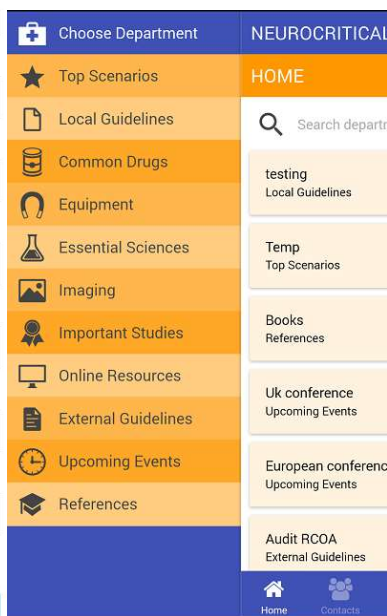 Choose Department
Top Scenarios
Local Guidelines
Common Drugs
Equipment
Essential Sciences
Imaging
Important Studies
Online Resources
External Guidelines
Upcoming Events
References
NEUROCRITICAL
HOME
Search departm
testing
Local Guidelines
Temp
Top Scenarios
Books
References
Uk conference
Upcoming Events
European conferenc
Upcoming Events
Audit RCOA
External Guidelines
Home
Contacts